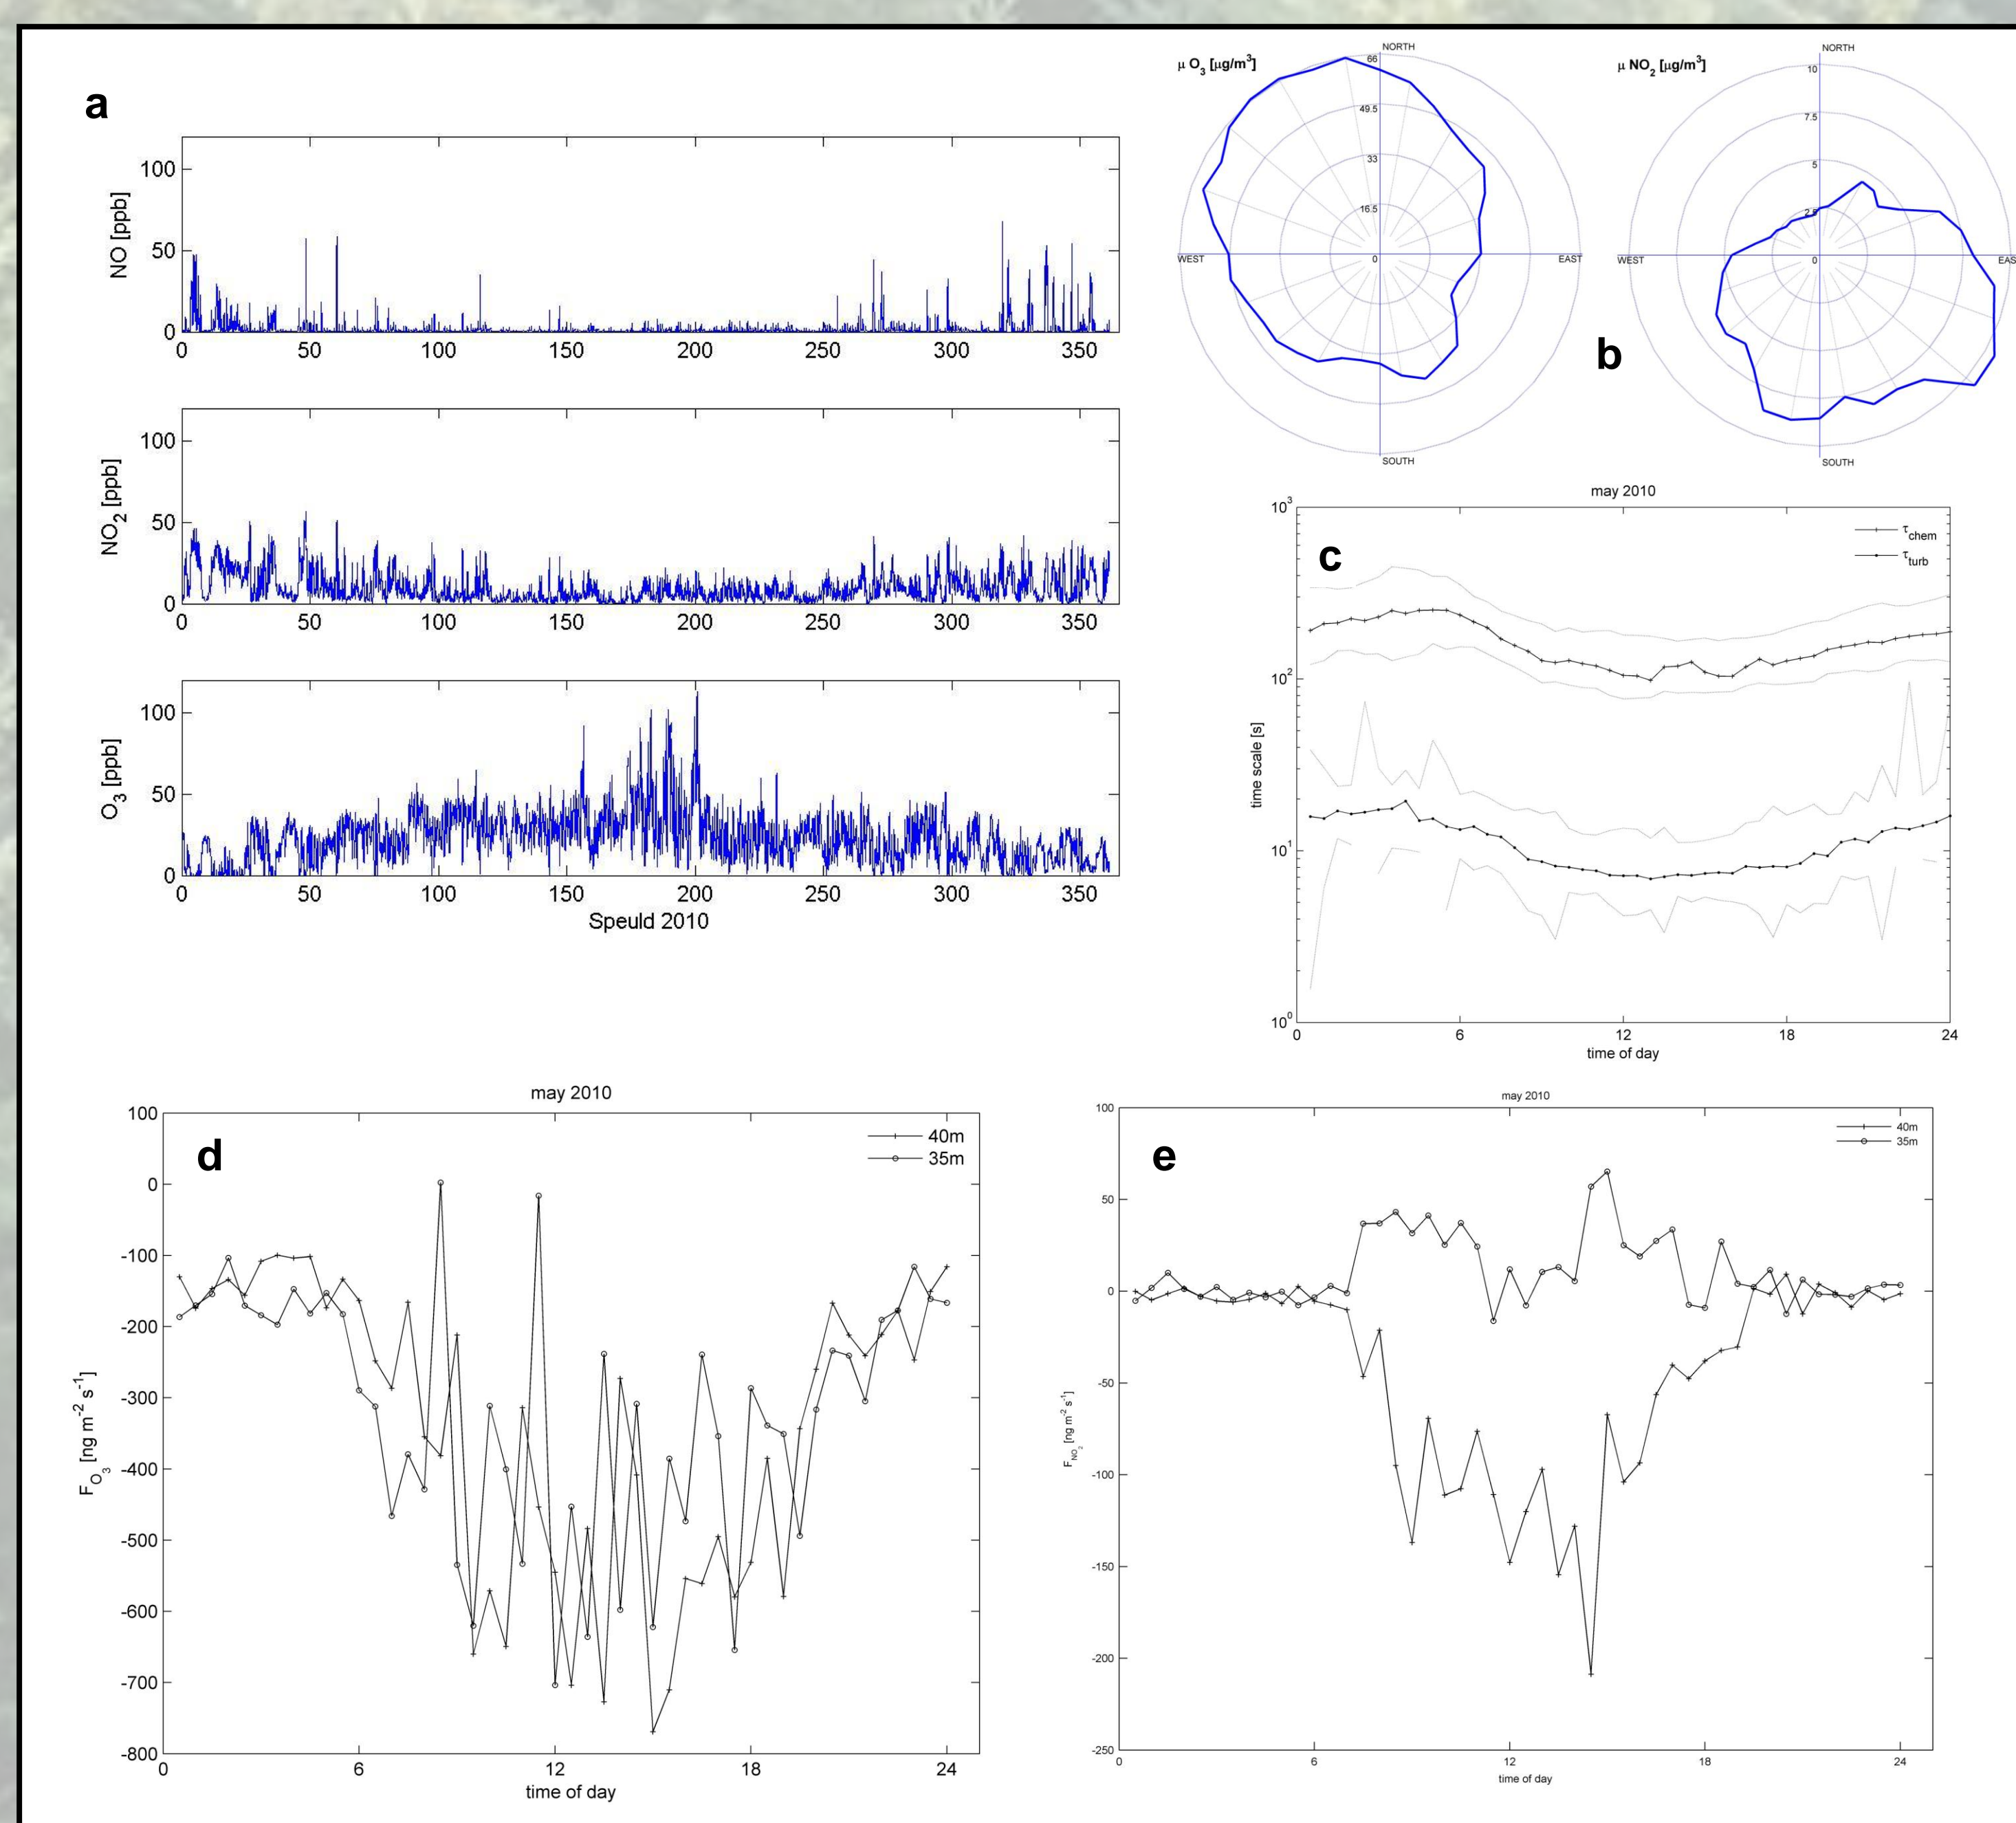 a
100
50
0
NO [ppb]
0 50 100 150 200 250 300 350
100
50
0
NO2 [ppb]
0 50 100 150 200 250 300 350
100
50
0
O3 [ppb]
0 50 100 150 200 250 300 350
Speuld 2010
μ O3 [μg/m3]
NORTH
66
49.5
33
16.5
0
WEST
EAST
SOUTH
b
μ NO2 [μg/m3]
NORTH
10
7.5
5
2.5
0
WEST
EAS
SOUTH
may 2010
c
τchem
τturb
10^3
10^2
10^1
10^0
time scale [s]
0 6 12 18 24
time of day
may 2010
d
40m
35m
100
0
-100
-200
-300
-400
-500
-600
-700
-800
FO3 [ng m-2 s-1]
0 6 12 18 24
time of day
may 2010
e
40m
35m
100
50
0
-50
-100
-150
-200
-250
FNO2 [ng m-2 s-1]
0 6 12 18 24
time of day